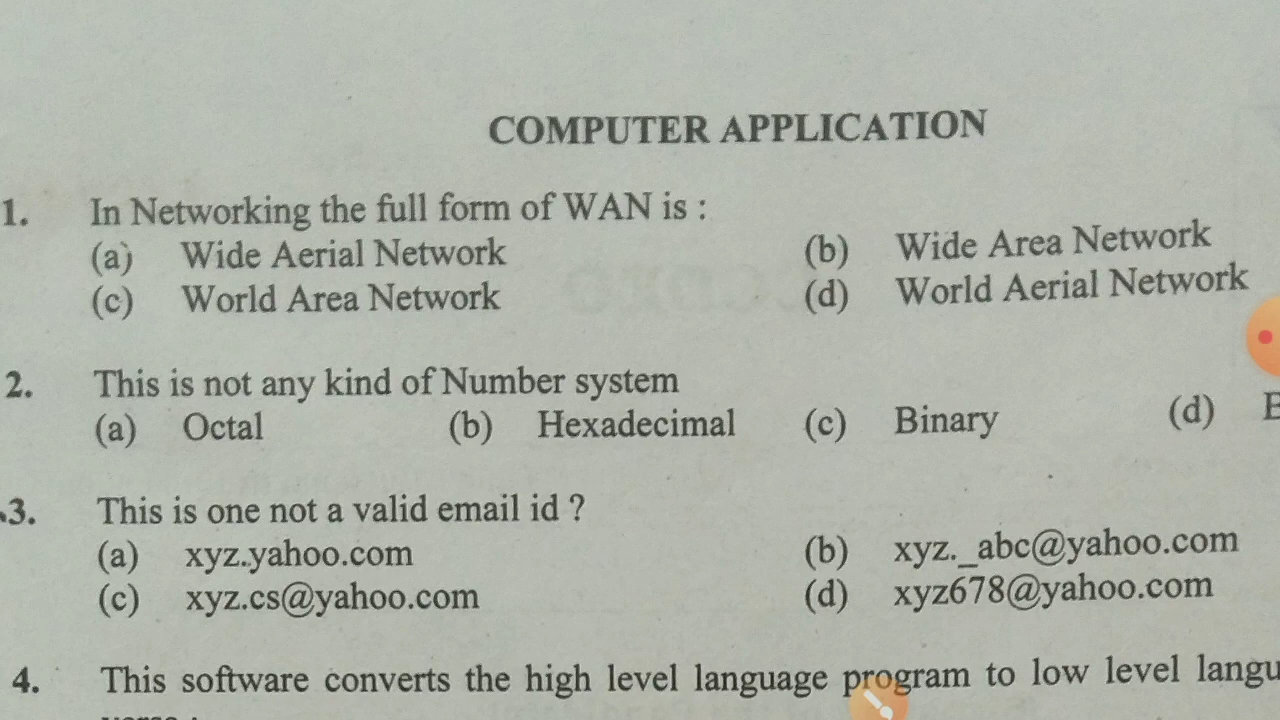 COMPUTER APPLICATION
1. In Networking the full form of WAN is :
(a) Wide Aerial Network (b) Wide Area Network
(c) World Area Network (d) World Aerial Network
2. This is not any kind of Number system
(a) Octal (b) Hexadecimal (c) Binary (d)
3. This is one not a valid email id ?
(a) xyz.yahoo.com (b) xyz._abc@yahoo.com
(c) xyz.cs@yahoo.com (d) xyz678@yahoo.com
4. This software converts the high level language program to low level